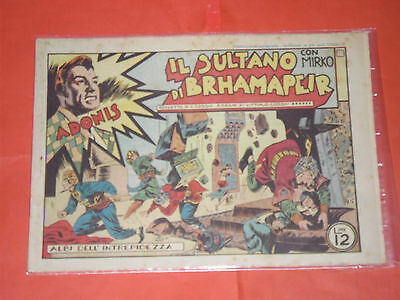 IL SULTANO
DI BRHAMAPEIR
CON
MIRKO
ADONIS
ALBI DELL'INTREPIDEZZA
LIRE
12